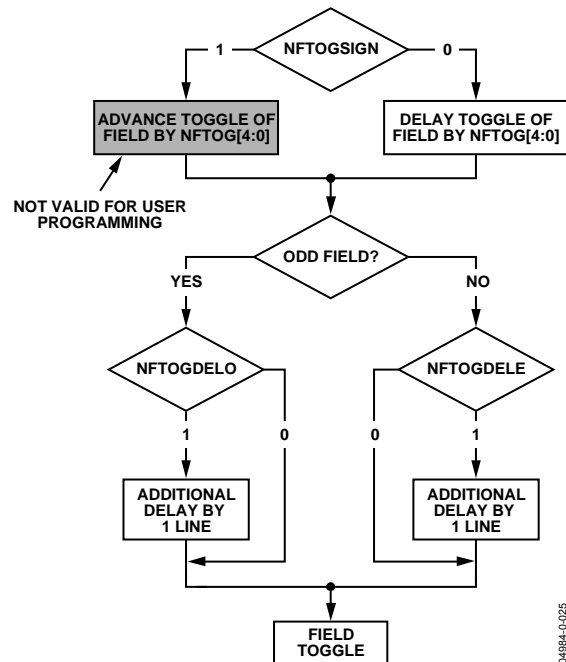 NFTOGSIGN
1
0
ADVANCE TOGGLE OF
FIELD BY NFTOG[4:0]
DELAY TOGGLE OF
FIELD BY NFTOG[4:0]
NOT VALID FOR USER
PROGRAMMING
ODD FIELD?
YES
NO
NFTOGDELO
NFTOGDELE
1
0
0
1
ADDITIONAL
DELAY BY
1 LINE
ADDITIONAL
DELAY BY
1 LINE
FIELD
TOGGLE
04984-0-025